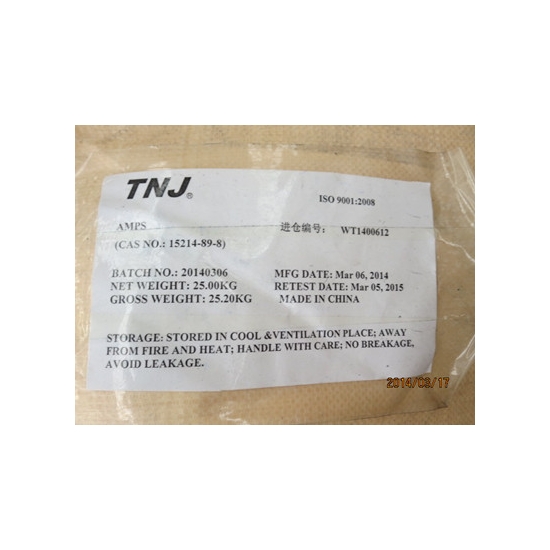 TNJ®
ISO 9001:2008
AMPS
进仓编号: WT1400612
(CAS NO.: 15214-89-8)
BATCH NO.: 20140306
MFG DATE: Mar 06, 2014
NET WEIGHT: 25.00KG
RETEST DATE: Mar 05, 2015
GROSS WEIGHT: 25.20KG
MADE IN CHINA
STORAGE: STORED IN COOL &VENTILATION PLACE; AWAY
FROM FIRE AND HEAT; HANDLE WITH CARE; NO BREAKAGE,
AVOID LEAKAGE.
2014/03/17